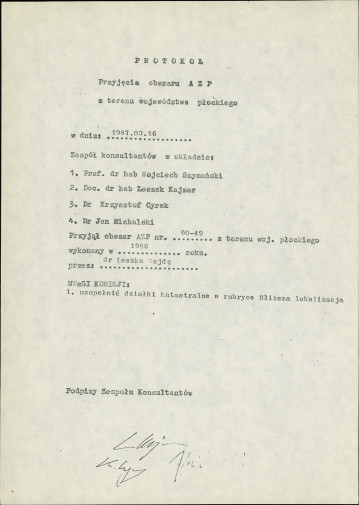 P R O T O K O Ł
Przyjęcia obszaru A Z P
z terenu województwa płockiego
w dniu: 1987.03.16
Zespół konsultantów w składzie:
1. Prof. dr hab Wojciech Szymański
2. Doc. dr hab Leszek Kajzer
3. Dr Krzysztof Cyrek
4. Dr Jan Michalski
Przyjął obszar AZP nr. 60-49 z terenu woj. płockiego
wykonany w 1986 roku.
przez: dr Leszka Wojdę
UWAGI KOMISJI:
1. uzupełnić działki katastralne w rubryce Bliższa lokalizacja
Podpisy Zespołu Konsultantów